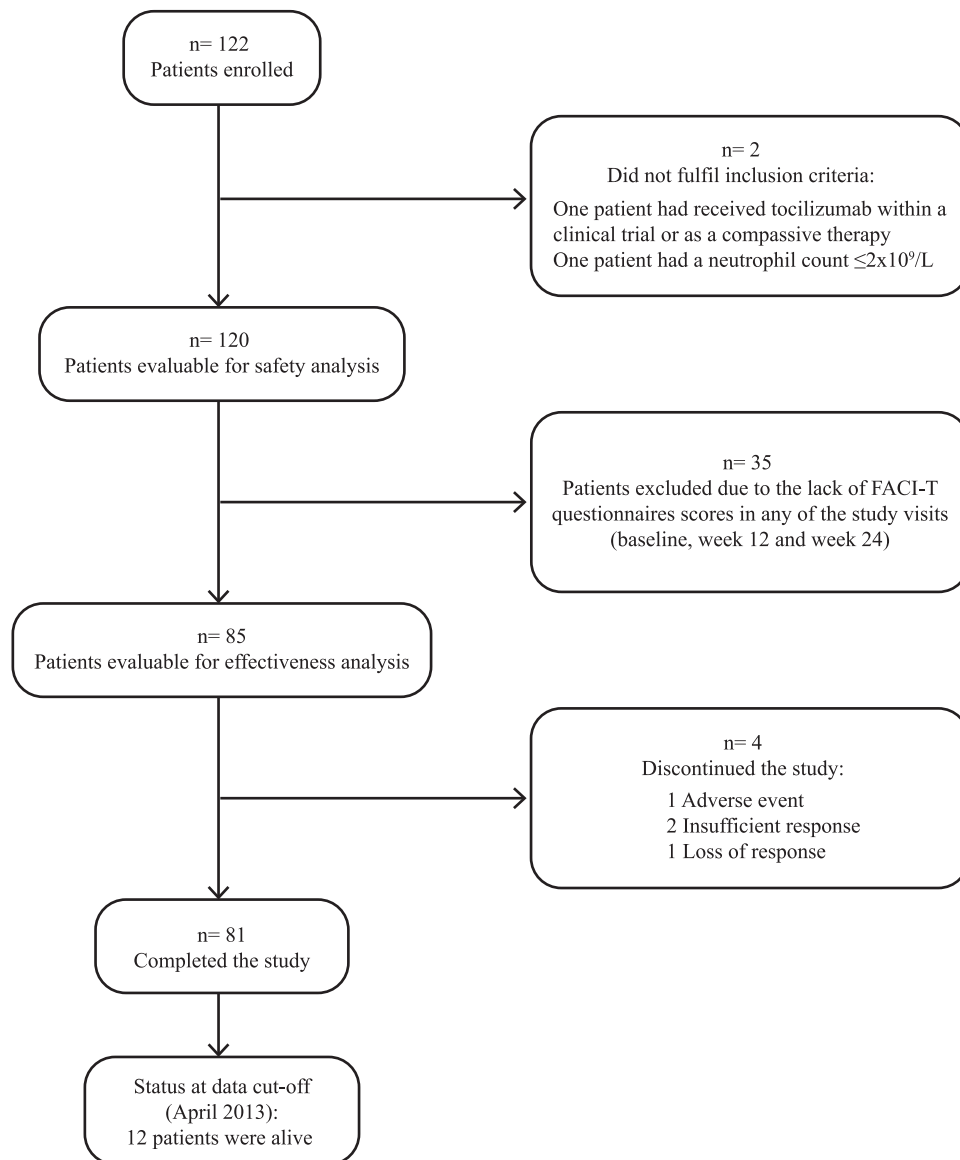 n= 122
Patients enrolled
n= 2
Did not fulfil inclusion criteria:
One patient had received tocilizumab within a
clinical trial or as a compassive therapy
One patient had a neutrophil count ≤2x10⁹/L
n= 120
Patients evaluable for safety analysis
n= 35
Patients excluded due to the lack of FACI-T
questionnaires scores in any of the study visits
(baseline, week 12 and week 24)
n= 85
Patients evaluable for effectiveness analysis
n= 4
Discontinued the study:
1 Adverse event
2 Insufficient response
1 Loss of response
n= 81
Completed the study
Status at data cut-off
(April 2013):
12 patients were alive